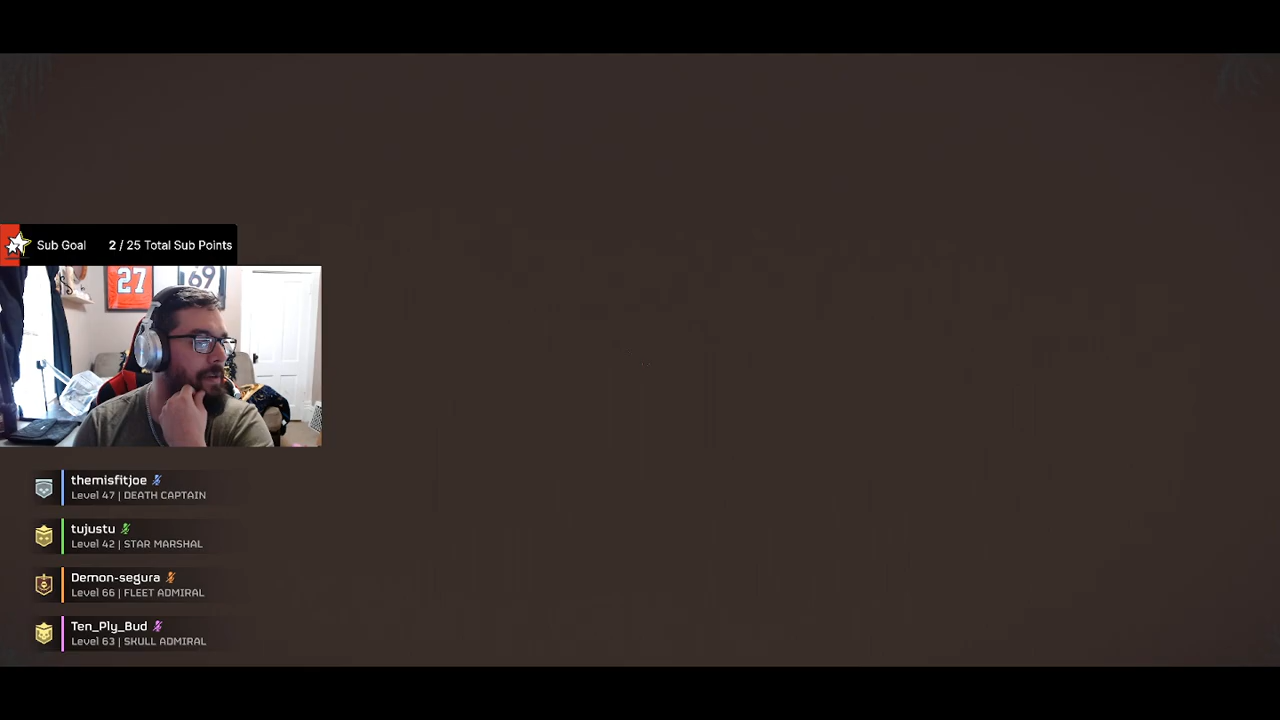 Sub Goal 2 / 25 Total Sub Points
27
69
themisfitjoe
Level 47 | DEATH CAPTAIN
tujustu
Level 42 | STAR MARSHAL
Demon-segura
Level 66 | FLEET ADMIRAL
Ten_Ply_Bud
Level 63 | SKULL ADMIRAL